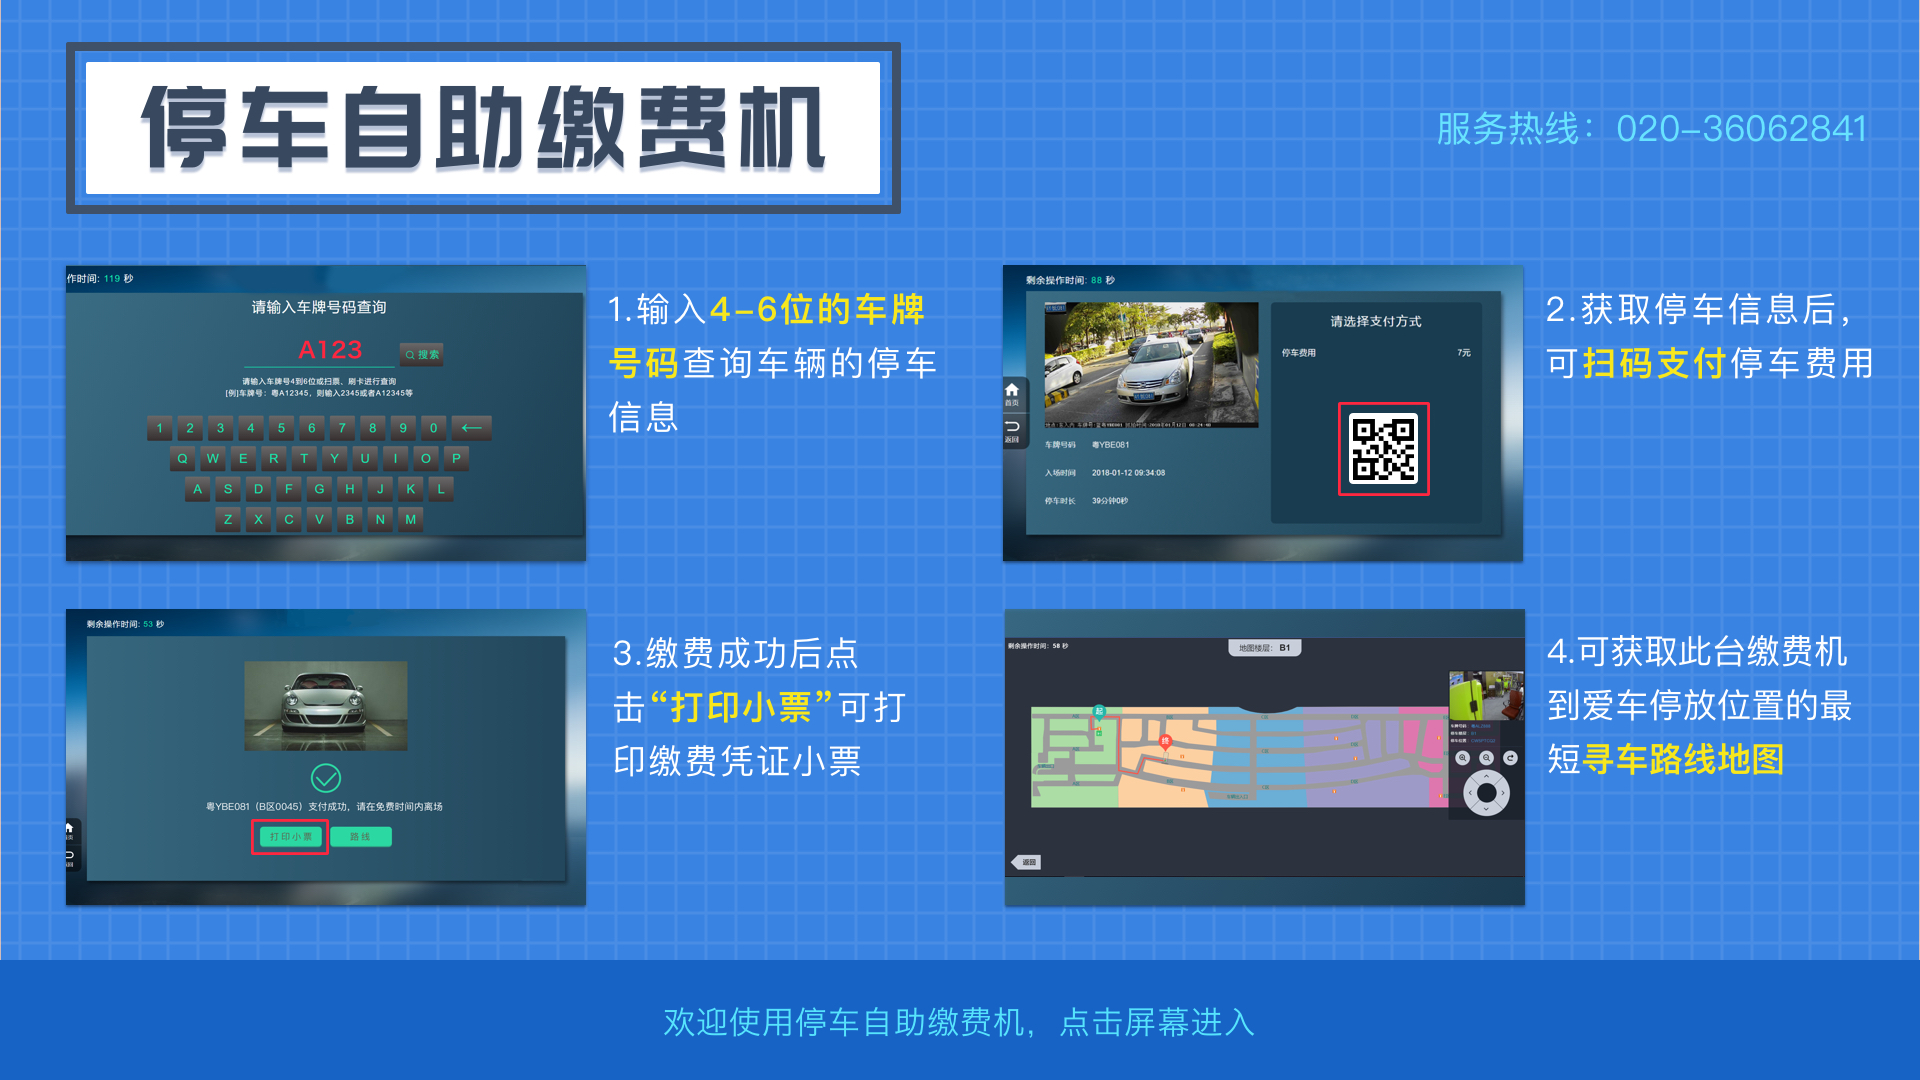 停车自助缴费机
服务热线：020-36062841
作时间: 119 秒
请输入车牌号码查询
A123
搜索
请输入车牌号4到6位或扫票、刷卡进行查询
[例]车牌号：粤A12345，则输入2345或者A12345等
1 2 3 4 5 6 7 8 9 0 ←
Q W E R T Y U I O P
A S D F G H J K L
Z X C V B N M
1.输入4-6位的车牌
号码查询车辆的停车
信息
剩余操作时间: 88 秒
首页
返回
车牌号码 粤YBE081
入场时间 2018-01-12 09:34:08
停车时长 39分钟0秒
请选择支付方式
停车费用 7元
2.获取停车信息后，
可扫码支付停车费用
剩余操作时间: 53 秒
粤YBE081（B区0045）支付成功，请在免费时间内离场
打印小票
路线
3.缴费成功后点
击“打印小票”可打
印缴费凭证小票
剩余操作时间: 58 秒
地图楼层: B1
起
终
返回
4.可获取此台缴费机
到爱车停放位置的最
短寻车路线地图
欢迎使用停车自助缴费机，点击屏幕进入